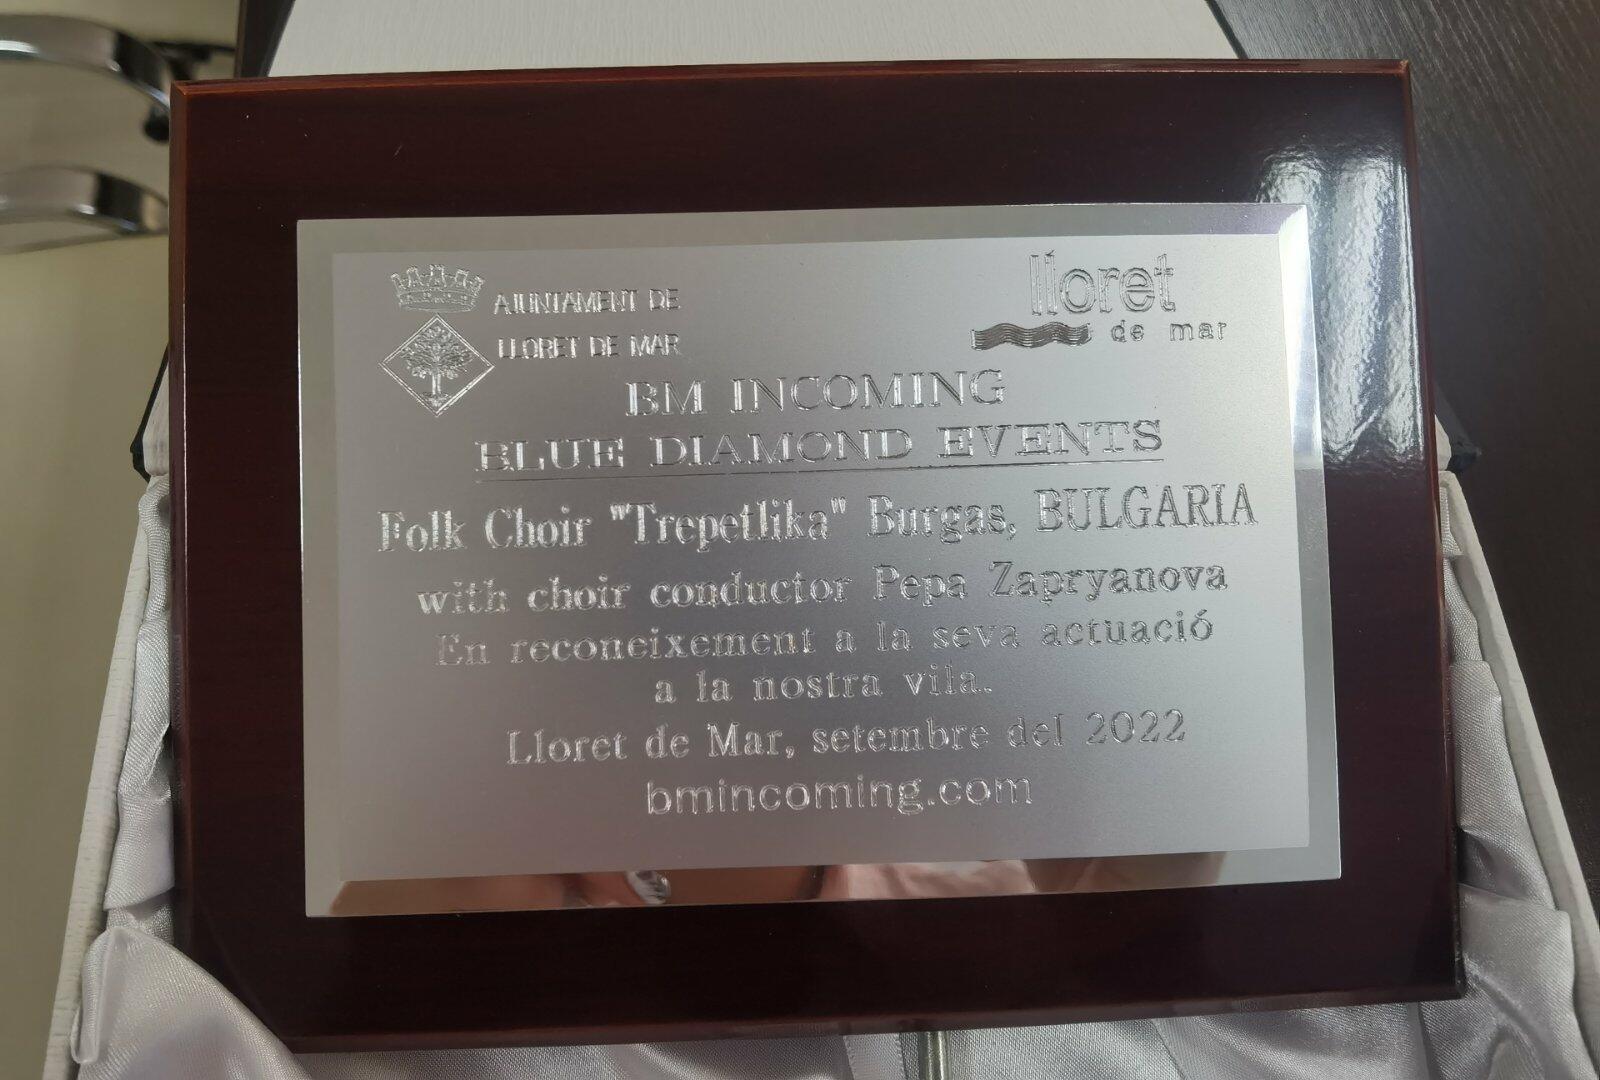 AJUNTAMENT DE
LLORET DE MAR
lloret
de mar
BM INCOMING
BLUE DIAMOND EVENTS
Folk Choir "Trepetlika" Burgas, BULGARIA
with choir conductor Pepa Zapryanova
En reconeixement a la seva actuació
a la nostra vila.
Lloret de Mar, setembre del 2022
bmincoming.com